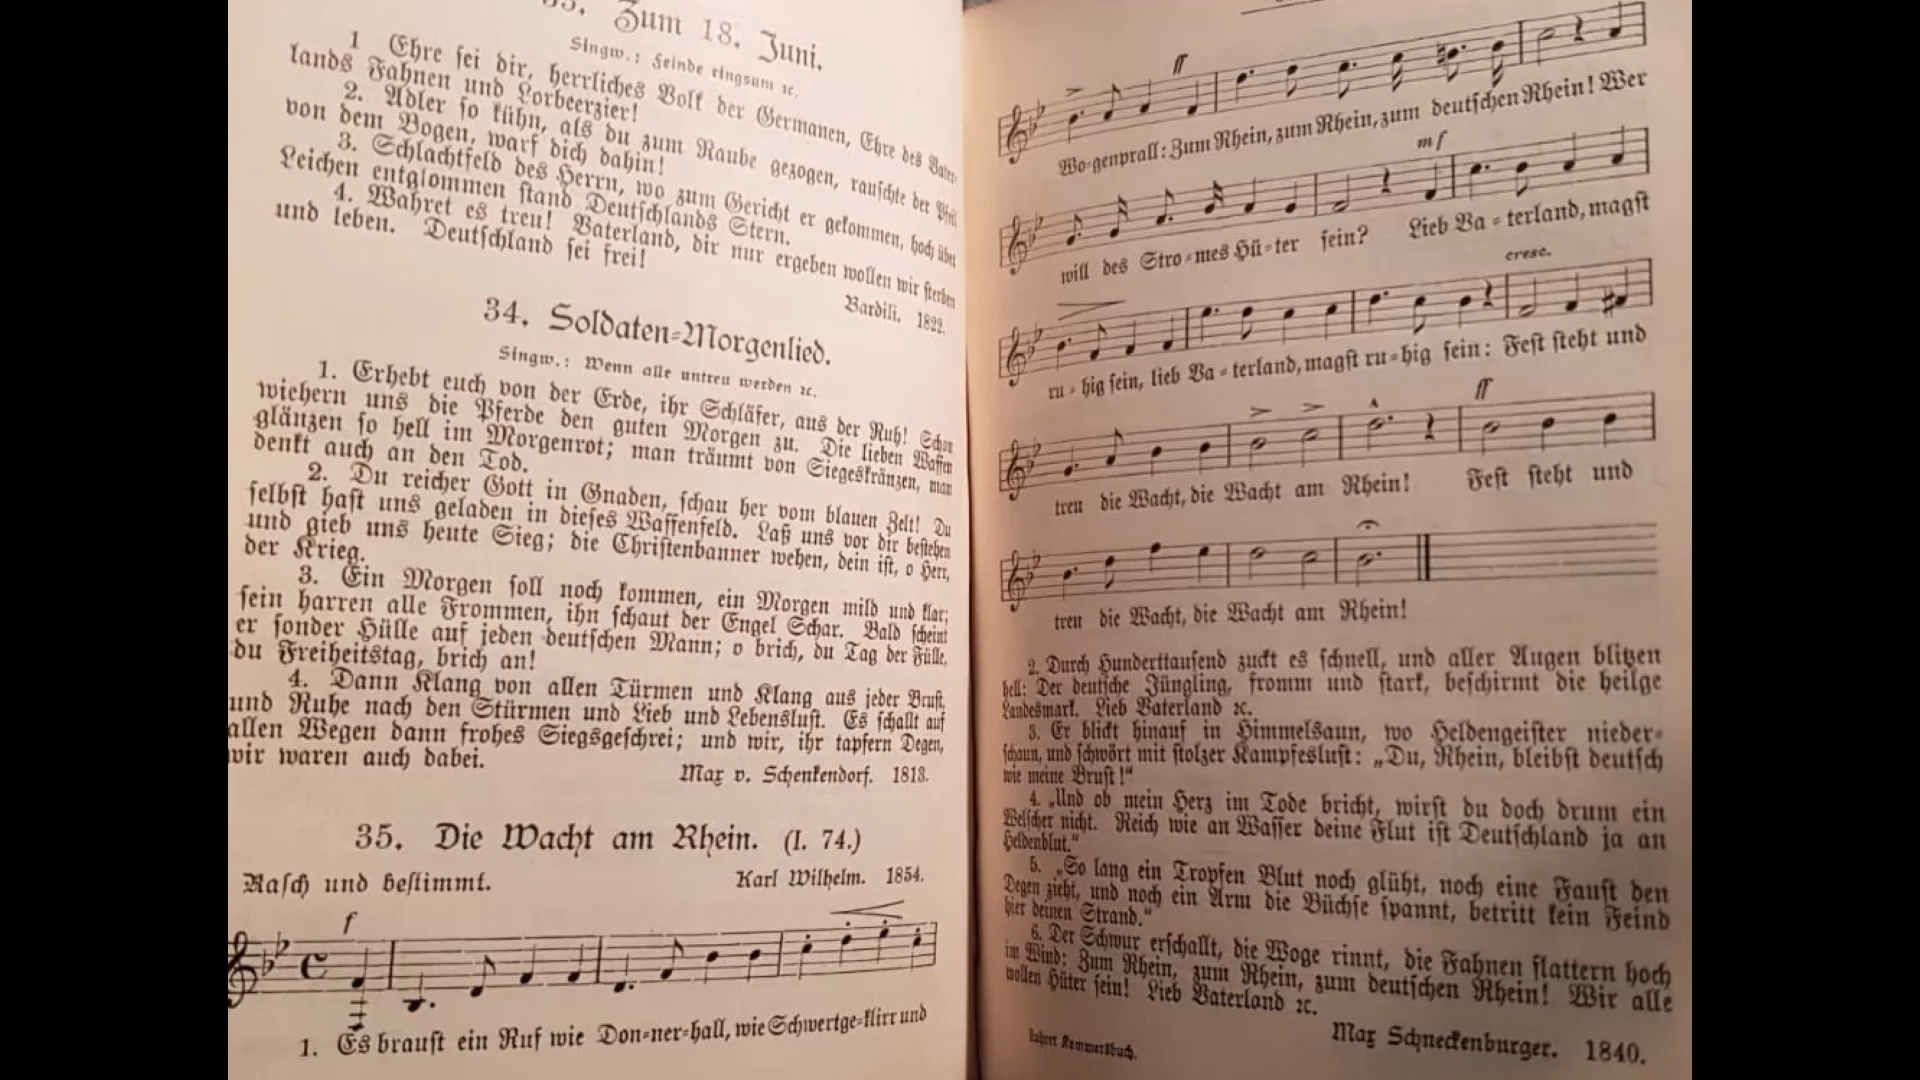 Zum 18. Juni.
Singw.: Feinde ringsum ꝛc.
1 Ehre sei dir, herrliches Volk der Germanen, Ehre des Vater-
lands Fahnen und Lorbeerzier!
2. Adler so kühn, als du zum Raube gezogen, rauschte der Pfeil
von dem Bogen, warf dich dahin!
3. Schlachtfeld des Herrn, wo zum Gericht er gekommen, hoch über
Leichen entglommen stand Deutschlands Stern.
4. Wahret es treu! Vaterland, dir nur ergeben wollen wir sterben
und leben. Deutschland sei frei!
Bardili. 1822.
34. Soldaten-Morgenlied.
Singw.: Wenn alle untreu werden ꝛc.
1. Erhebt euch von der Erde, ihr Schläfer, aus der Ruh! Schon
wiehern uns die Pferde den guten Morgen zu. Die lieben Waffen
glänzen so hell im Morgenrot; man träumt von Siegeskränzen, man
denkt auch an den Tod.
2. Du reicher Gott in Gnaden, schau her vom blauen Zelt! Du
selbst hast uns geladen in dieses Waffenfeld. Laß uns vor dir bestehen
und gieb uns heute Sieg; die Christenbanner wehen, dein ist, o Herr,
der Krieg.
3. Ein Morgen soll noch kommen, ein Morgen mild und klar;
sein harren alle Frommen, ihn schaut der Engel Schar. Bald scheint
er sonder Hülle auf jeden deutschen Mann; o brich, du Tag der Fülle,
du Freiheitstag, brich an!
4. Dann Klang von allen Türmen und Klang aus jeder Brust,
und Ruhe nach den Stürmen und Lieb und Lebenslust. Es schallt auf
allen Wegen dann frohes Siegsgeschrei; und wir, ihr tapfern Degen,
wir waren auch dabei.
Max v. Schenkendorf. 1813.
35. Die Wacht am Rhein. (I. 74.)
Rasch und bestimmt.
Karl Wilhelm. 1854.
f
1. Es braust ein Ruf wie Don-ner-hall, wie Schwertge-klirr und
ff
Wo-genprall: Zum Rhein, zum Rhein, zum deutschen Rhein! Wer
mf
will des Stro-mes Hü-ter sein? Lieb Va-terland, magst
cresc.
ru-hig sein, lieb Va-terland, magst ru-hig sein: Fest steht und
ff
treu die Wacht, die Wacht am Rhein! Fest steht und
treu die Wacht, die Wacht am Rhein!
2. Durch Hunderttausend zuckt es schnell, und aller Augen blitzen
hell: Der deutsche Jüngling, fromm und stark, beschirmt die heilge
Landesmark. Lieb Vaterland ꝛc.
3. Er blickt hinauf in Himmelsaun, wo Heldengeister nieder-
schaun, und schwört mit stolzer Kampfeslust: „Du, Rhein, bleibst deutsch
wie meine Brust!“
4. „Und ob mein Herz im Tode bricht, wirst du doch drum ein
Welscher nicht. Reich wie an Wasser deine Flut ist Deutschland ja an
Heldenblut.“
5. „So lang ein Tropfen Blut noch glüht, noch eine Faust den
Degen zieht, und noch ein Arm die Büchse spannt, betritt kein Feind
hier deinen Strand.“
6. Der Schwur erschallt, die Woge rinnt, die Fahnen flattern hoch
im Wind: Zum Rhein, zum Rhein, zum deutschen Rhein! Wir alle
wollen Hüter sein! Lieb Vaterland ꝛc.
Max Schneckenburger. 1840.
Lahrer Kommersbuch.